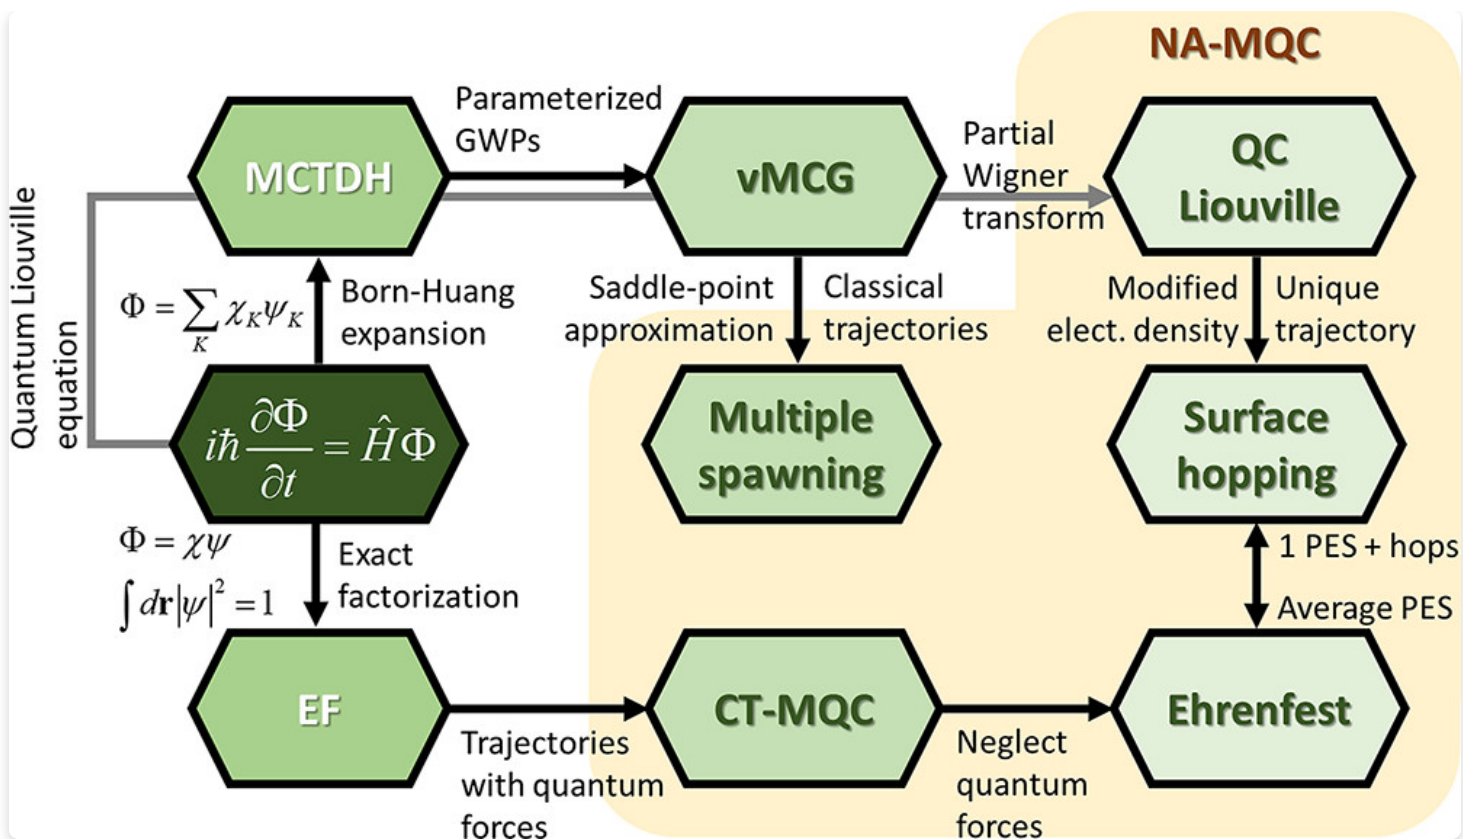 NA-MQC
Parameterized
GWPs
MCTDH
vMCG
Partial
Wigner
transform
QC
Liouville
Quantum Liouville
equation
Φ = ∑ χ_K ψ_K
K
Born-Huang
expansion
Saddle-point
approximation
Classical
trajectories
Modified
elect. density
Unique
trajectory
iħ ∂Φ/∂t = ĤΦ
Multiple
spawning
Surface
hopping
Φ = χψ
∫ dr|ψ|² = 1
Exact
factorization
1 PES + hops
Average PES
EF
CT-MQC
Ehrenfest
Trajectories
with quantum
forces
Neglect
quantum
forces